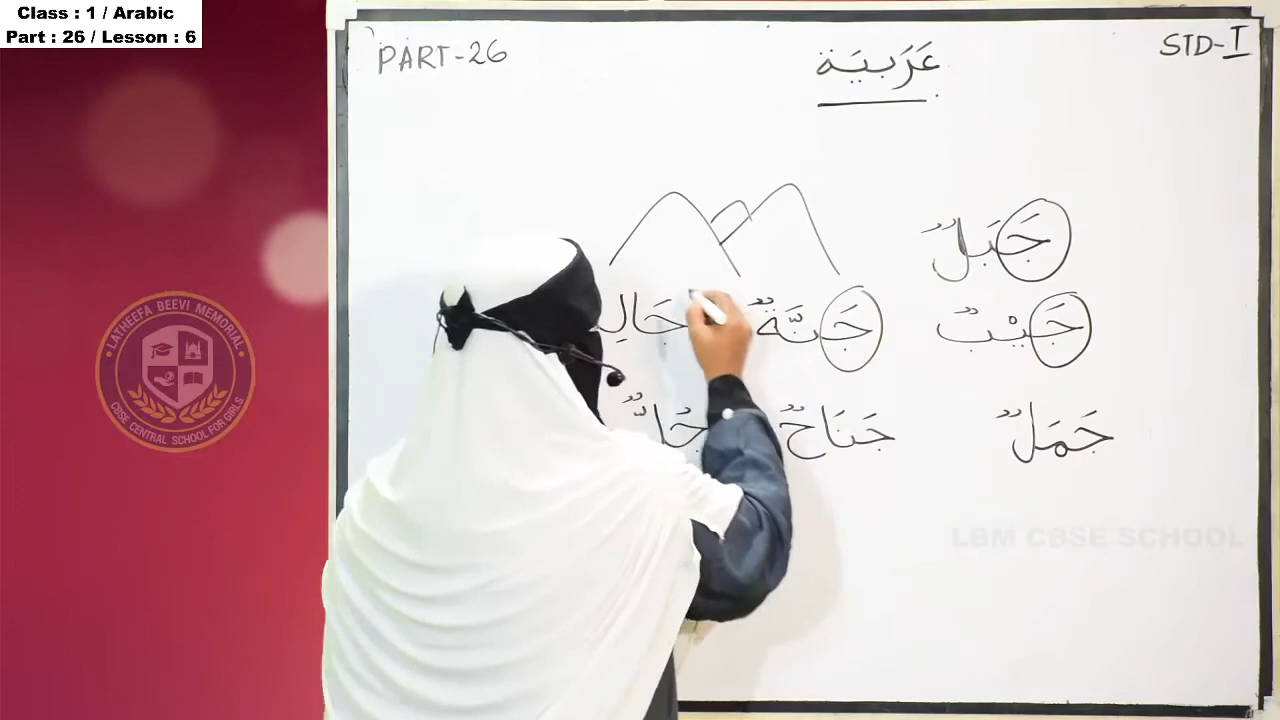 Class : 1 / Arabic
Part : 26 / Lesson : 6
PART-26
عَرَبِيَة
STD-I
جَبَلٌ
جَيْبٌ جَنَّةٌ
جَمَلٌ جَنَاحٌ
LATHEEFA BEEVI MEMORIAL
CBSE CENTRAL SCHOOL FOR GIRLS
LBM CBSE SCHOOL